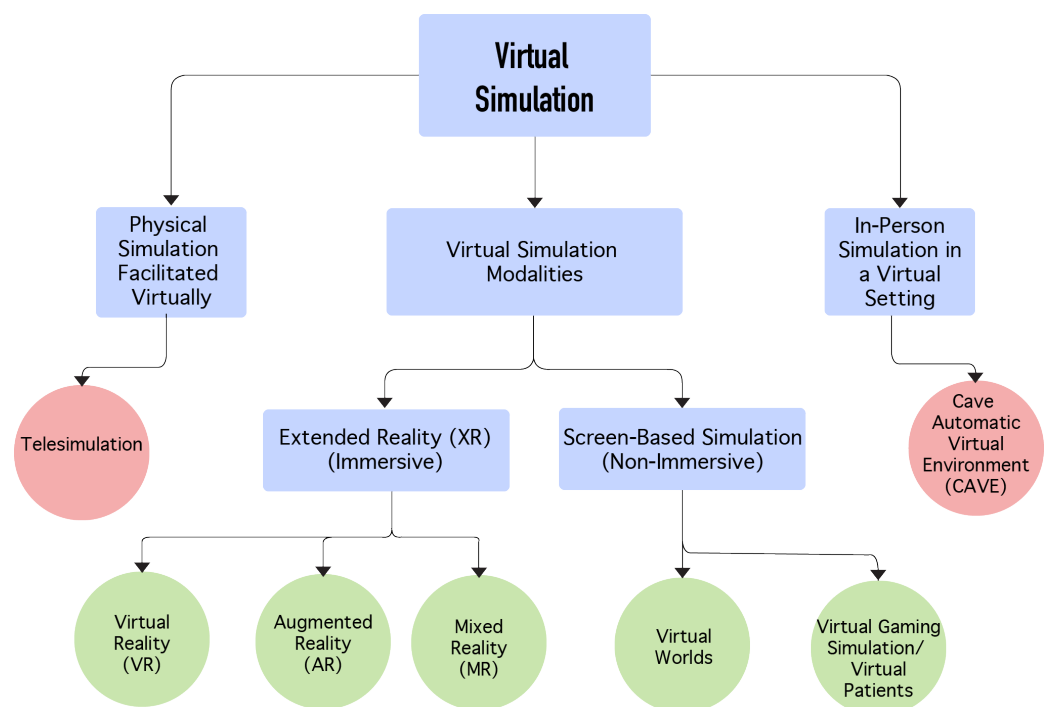 Virtual
Simulation
Physical
Simulation
Facilitated
Virtually
Virtual Simulation
Modalities
In-Person
Simulation in
a Virtual
Setting
Telesimulation
Extended Reality (XR)
(Immersive)
Screen-Based Simulation
(Non-Immersive)
Cave
Automatic
Virtual
Environment
(CAVE)
Virtual
Reality
(VR)
Augmented
Reality
(AR)
Mixed
Reality
(MR)
Virtual
Worlds
Virtual Gaming
Simulation/
Virtual
Patients